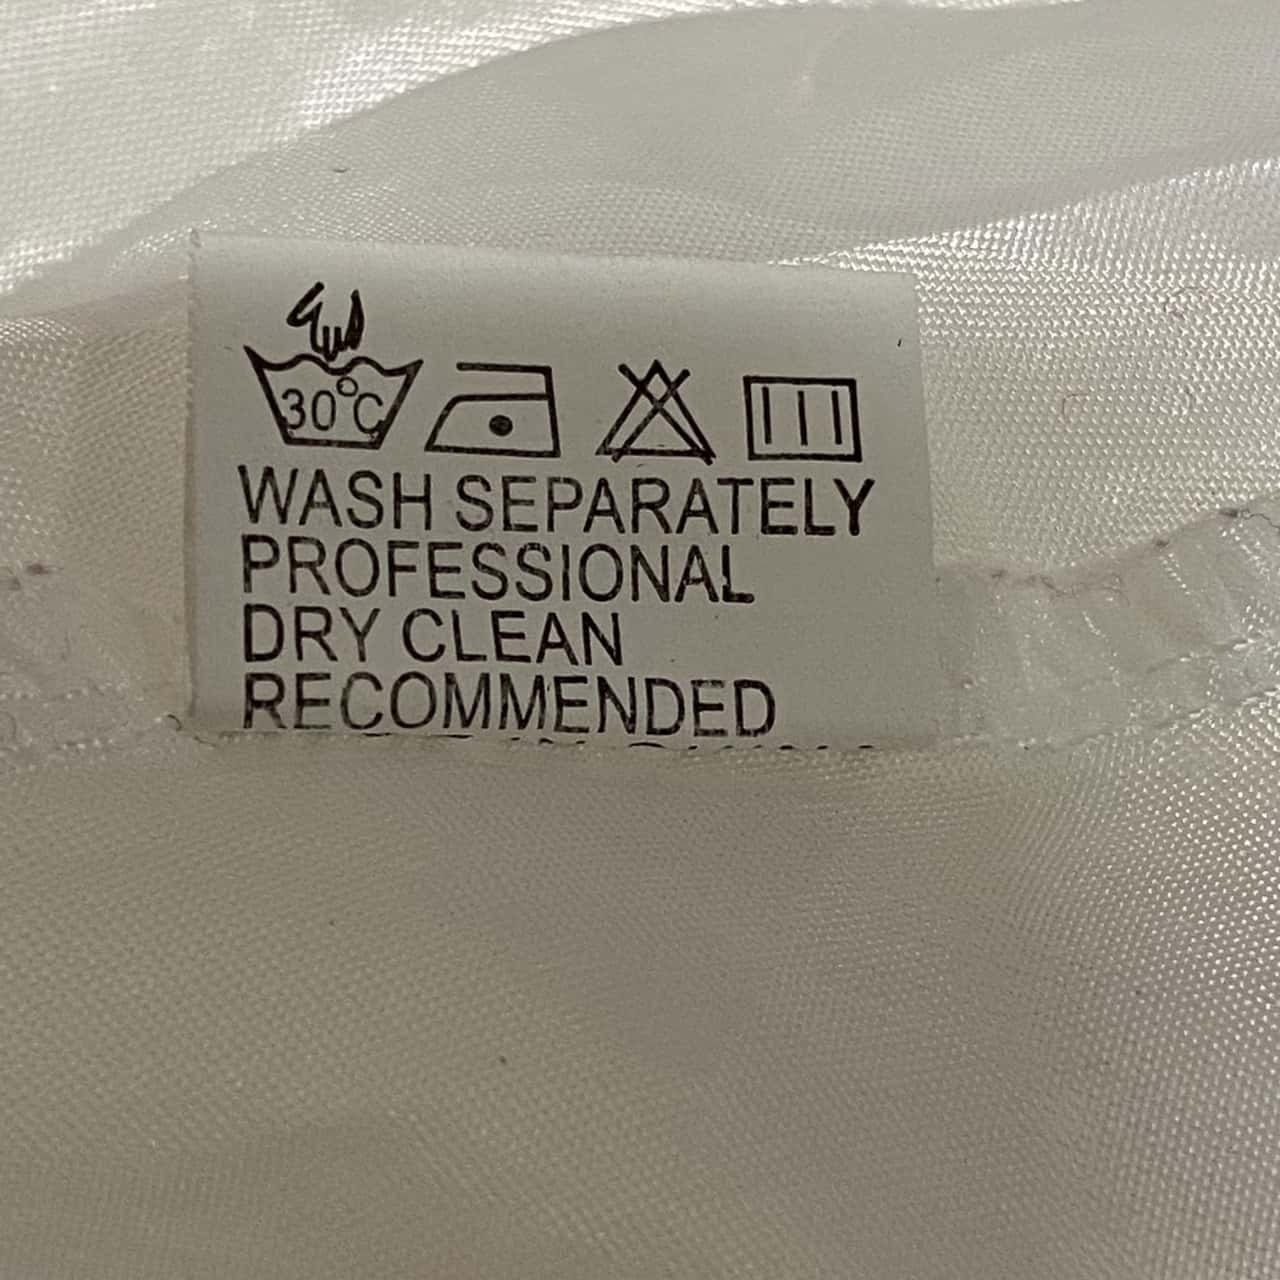 30°C
WASH SEPARATELY
PROFESSIONAL
DRY CLEAN
RECOMMENDED